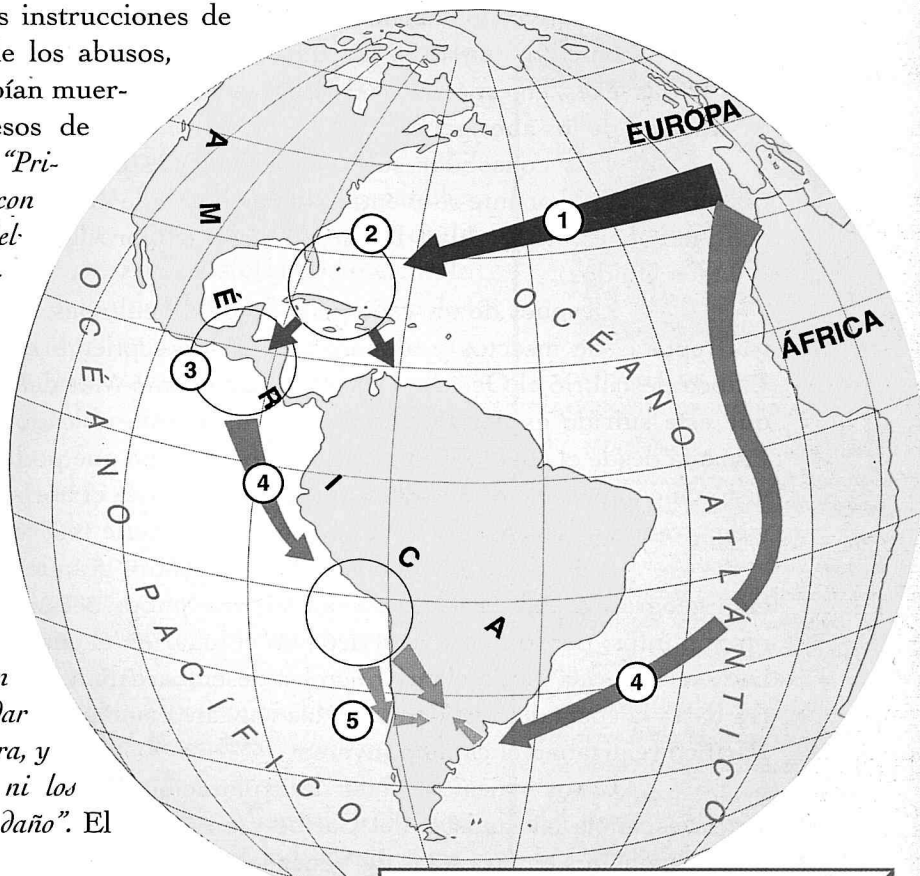 s instrucciones de
e los abusos,
bían muer-
esos de
“Pri-
con
el
n
dar
ra, y
ni los
daño”. El
EUROPA
ÁFRICA
AMÉRICA
OCÉANO ATLÁNTICO
OCÉANO PACÍFICO
1
2
3
4
4
5